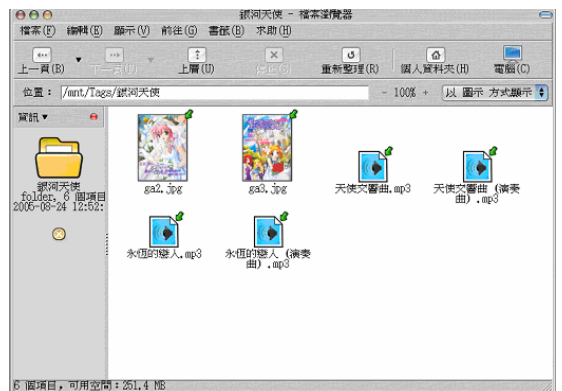 銀河天使 - 檔案瀏覽器
檔案(F) 編輯(E) 顯示(V) 前往(G) 書籤(B) 求助(H)
上一頁(B) 下一頁(O) 上層(U) 停止(S) 重新整理(R) 個人資料夾(H) 電腦(C)
位置: /mnt/Tags/銀河天使 - 100% + 以 圖示 方式顯示
資訊
銀河天使
folder, 6 個項目
2005-08-24 12:52:
ga2.jpg ga3.jpg 天使交響曲.mp3 天使交響曲 (演奏
曲).mp3
永恆的戀人.mp3 永恆的戀人 (演奏
曲).mp3
6 個項目，可用空間:251.4 MB